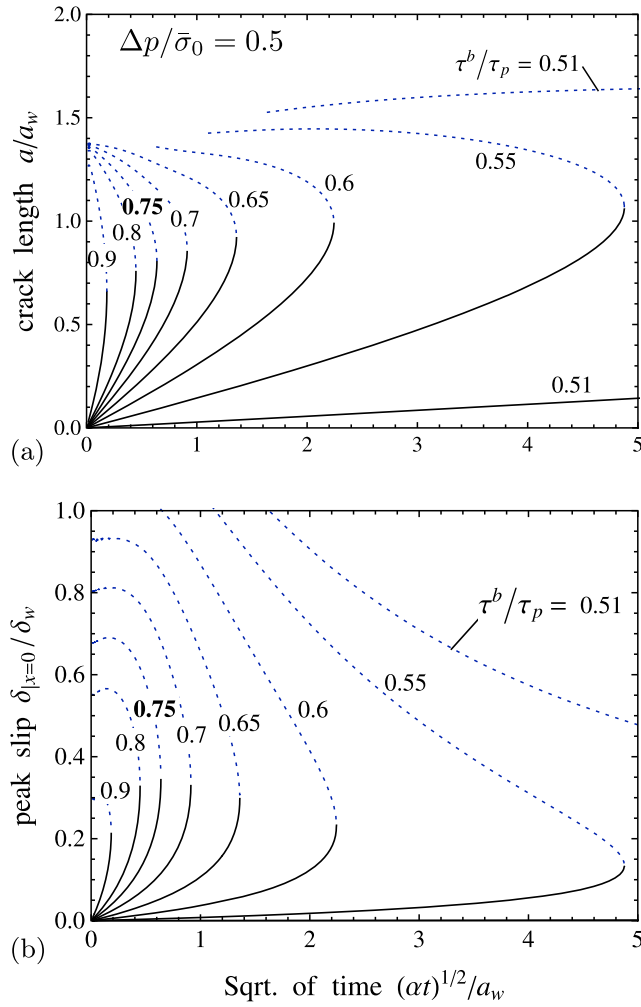 Δp/σ̄₀ = 0.5
τᵇ/τₚ = 0.51
2.0
1.5
1.0
0.5
0.0
crack length a/a_w
0.9
0.8
0.75
0.7
0.65
0.6
0.55
0.51
0 1 2 3 4 5
(a)
1.0
0.8
0.6
0.4
0.2
0.0
peak slip δ|x=0/δ_w
τᵇ/τₚ = 0.51
0.9
0.8
0.75
0.7
0.65
0.6
0.55
0 1 2 3 4 5
(b)
Sqrt. of time (αt)^1/2/a_w